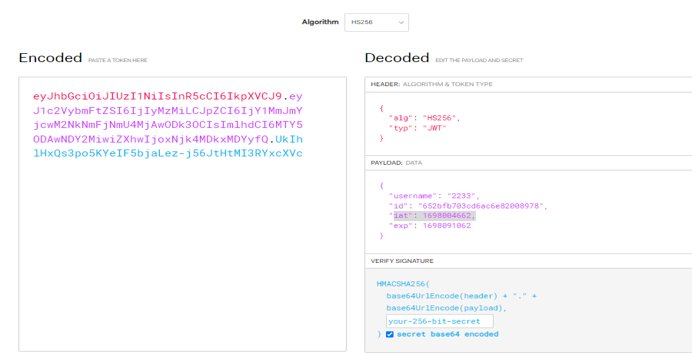 Algorithm HS256
Encoded PASTE A TOKEN HERE
eyJhbGciOiJIUzI1NiIsInR5cCI6IkpXVCJ9.ey
J1c2VybmFtZSI6IjIyMzMiLCJpZCI6IjY1MmJmY
jcwM2NkNmFjNmU4MjAwODk3OCIsImlhdCI6MTY5
ODAwNDY2MiwiZXhwIjoxNjk4MDkxMDYyfQ.UkIh
lHxQs3po5KYeIF5bjaLez-j56JtHtMI3RYxcXVc
Decoded EDIT THE PAYLOAD AND SECRET
HEADER: ALGORITHM & TOKEN TYPE
{
"alg": "HS256",
"typ": "JWT"
}
PAYLOAD: DATA
{
"username": "2233",
"id": "652bfb703cd6ac6e82008978",
"iat": 1698004662,
"exp": 1698091062
}
VERIFY SIGNATURE
HMACSHA256(
base64UrlEncode(header) + "." +
base64UrlEncode(payload),
your-256-bit-secret
) secret base64 encoded